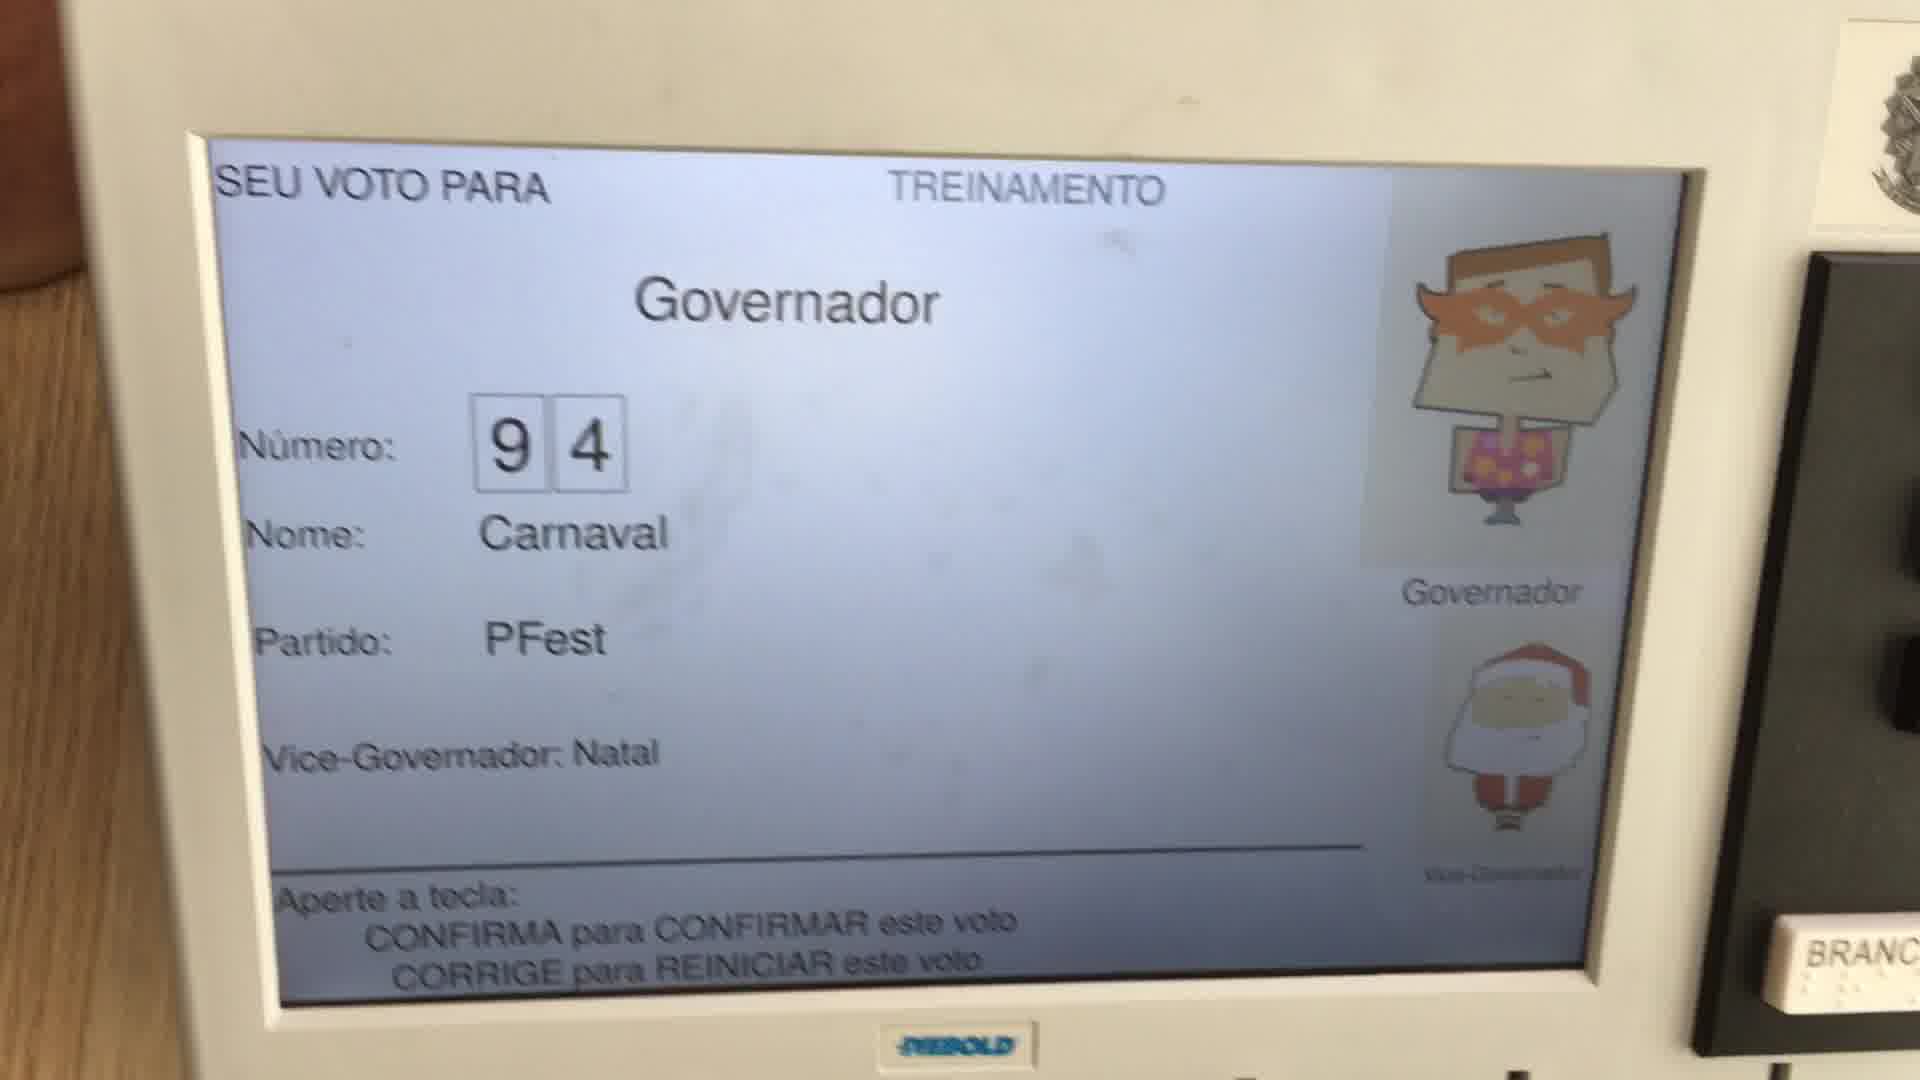 SEU VOTO PARA
TREINAMENTO
Governador
Número: 9 4
Nome: Carnaval
Partido: PFest
Vice-Governador: Natal
Governador
Vice-Governador
Aperte a tecla:
CONFIRMA para CONFIRMAR este voto
CORRIGE para REINICIAR este voto
DIEBOLD
BRANC